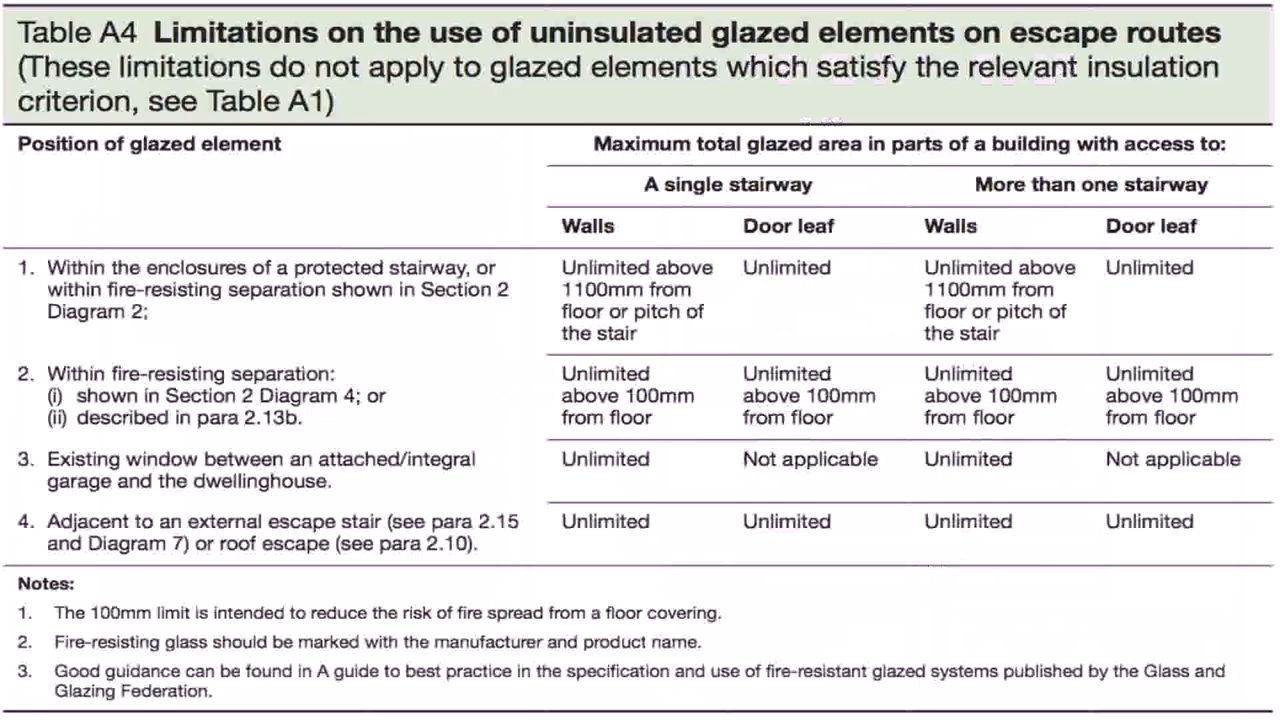 Table A4 Limitations on the use of uninsulated glazed elements on escape routes
(These limitations do not apply to glazed elements which satisfy the relevant insulation
criterion, see Table A1)
Position of glazed element
Maximum total glazed area in parts of a building with access to:
A single stairway
More than one stairway
Walls
Door leaf
Walls
Door leaf
1. Within the enclosures of a protected stairway, or
within fire-resisting separation shown in Section 2
Diagram 2;
Unlimited above
1100mm from
floor or pitch of
the stair
Unlimited
Unlimited above
1100mm from
floor or pitch of
the stair
Unlimited
2. Within fire-resisting separation:
(i) shown in Section 2 Diagram 4; or
(ii) described in para 2.13b.
Unlimited
above 100mm
from floor
Unlimited
above 100mm
from floor
Unlimited
above 100mm
from floor
Unlimited
above 100mm
from floor
3. Existing window between an attached/integral
garage and the dwellinghouse.
Unlimited
Not applicable
Unlimited
Not applicable
4. Adjacent to an external escape stair (see para 2.15
and Diagram 7) or roof escape (see para 2.10).
Unlimited
Unlimited
Unlimited
Unlimited
Notes:
1. The 100mm limit is intended to reduce the risk of fire spread from a floor covering.
2. Fire-resisting glass should be marked with the manufacturer and product name.
3. Good guidance can be found in A guide to best practice in the specification and use of fire-resistant glazed systems published by the Glass and
Glazing Federation.